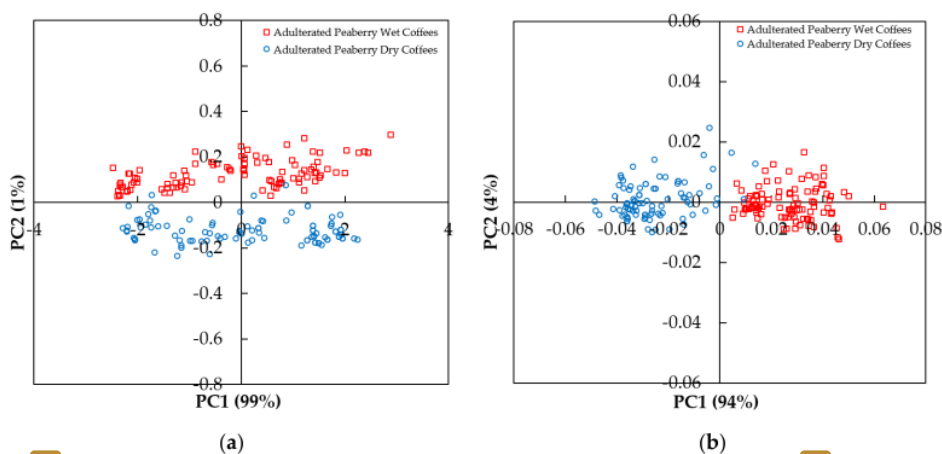 Adulterated Peaberry Wet Coffees
Adulterated Peaberry Dry Coffees
0.8
0.6
0.4
0.2
0
-0.2
-0.4
-0.6
-0.8
-4
-2
2
4
PC2 (1%)
PC1 (99%)
(a)
Adulterated Peaberry Wet Coffees
Adulterated Peaberry Dry Coffees
0.06
0.04
0.02
0
-0.02
-0.04
-0.06
-0.08
-0.06
-0.04
-0.02
0.02
0.04
0.06
0.08
PC2 (4%)
PC1 (94%)
(b)